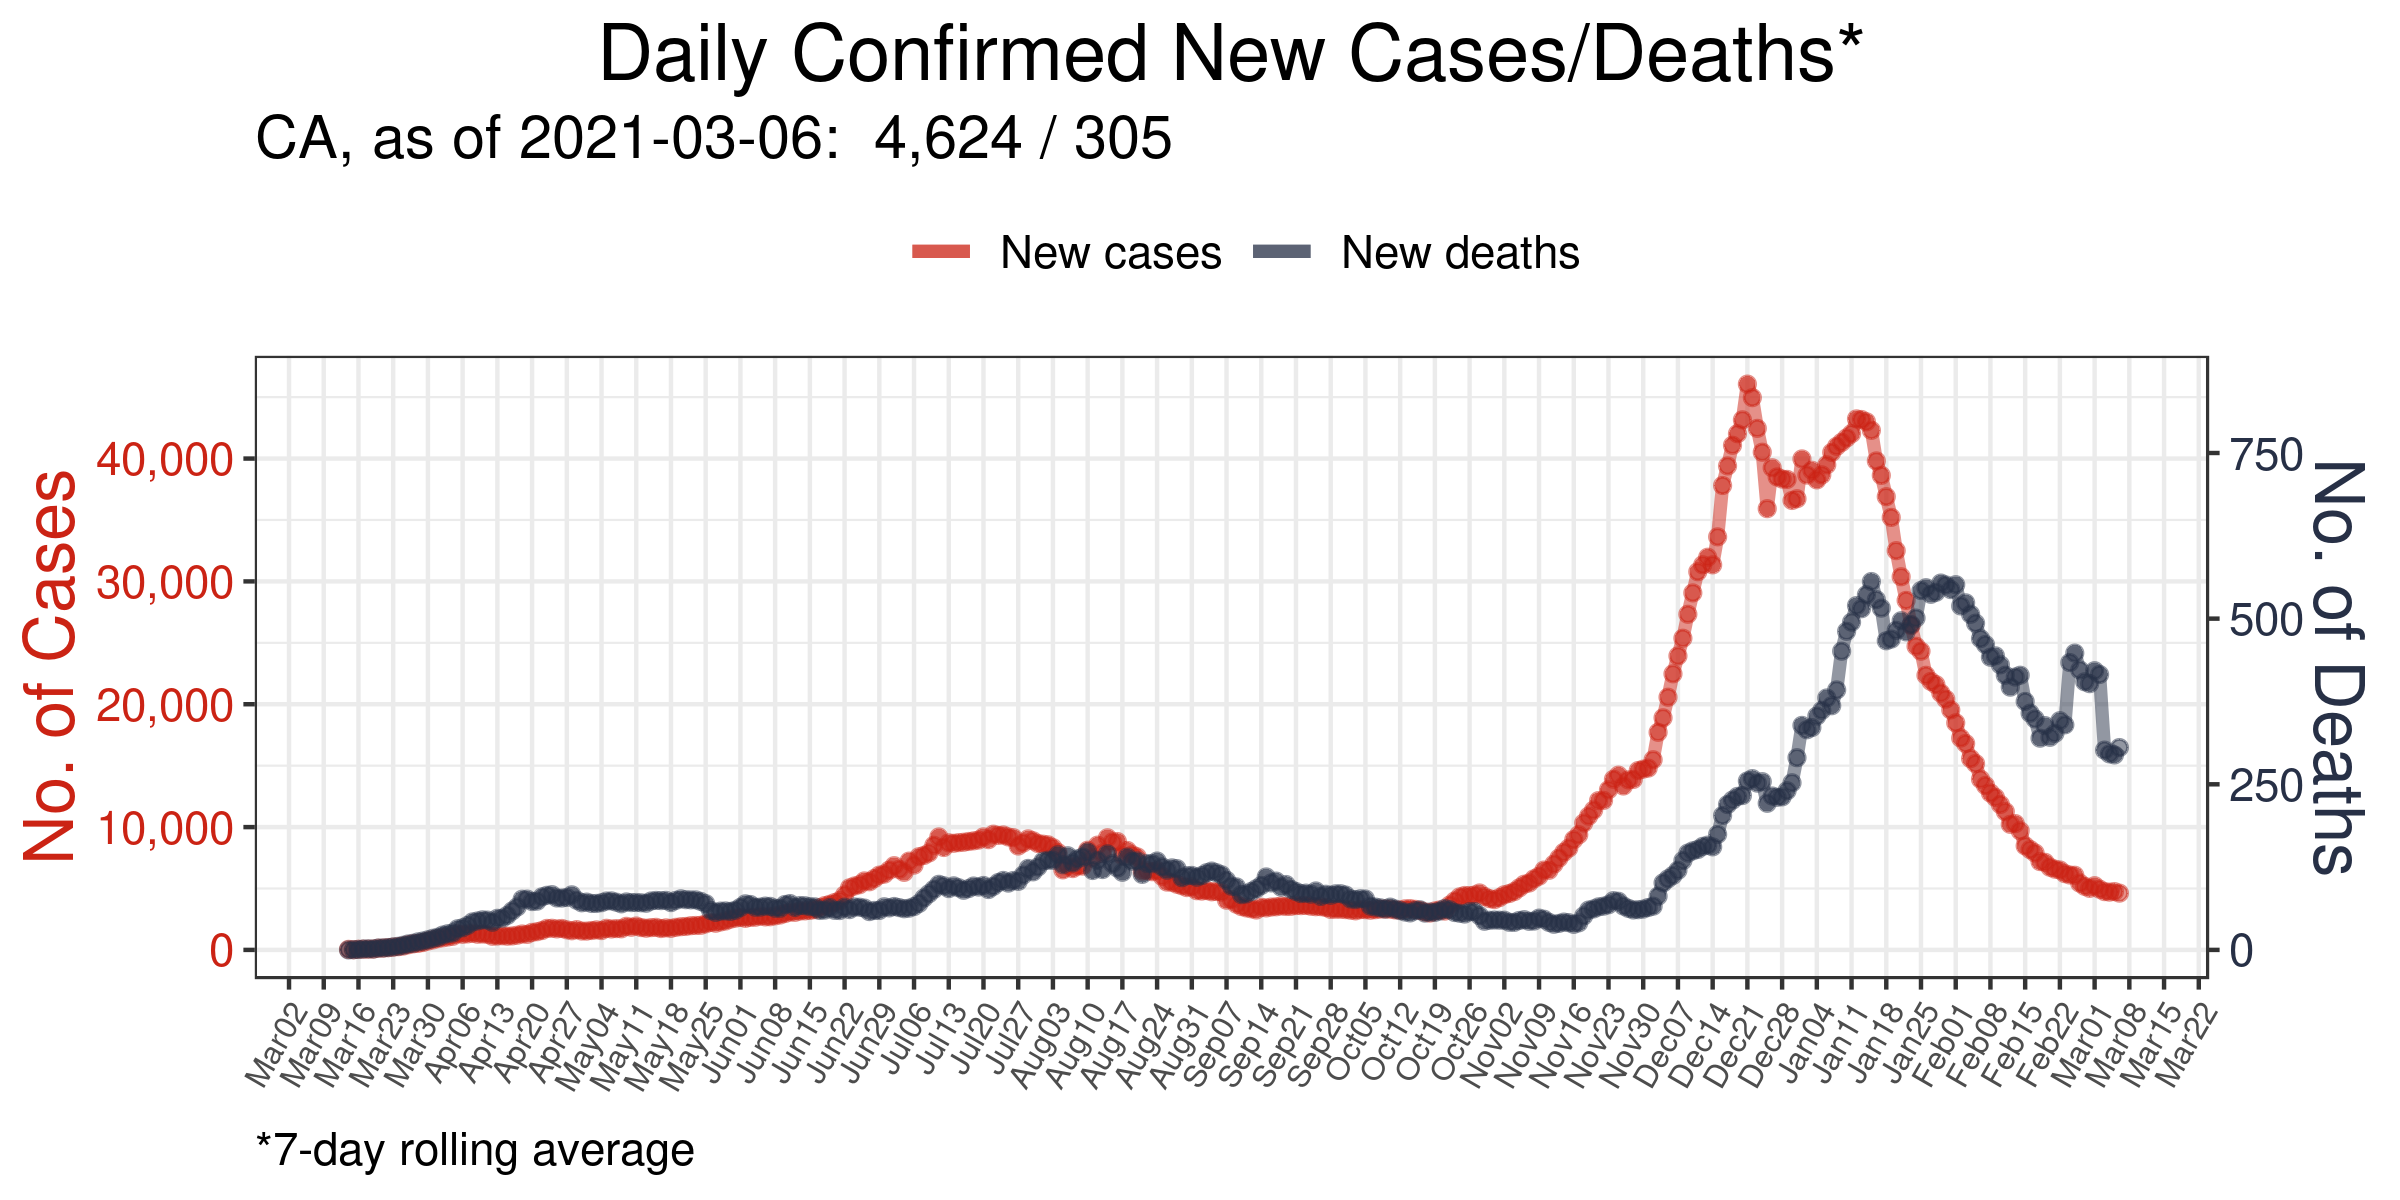 Daily Confirmed New Cases/Deaths*
CA, as of 2021-03-06:  4,624 / 305
New cases
New deaths
No. of Cases
40,000
30,000
20,000
10,000
0
750
500
250
0
No. of Deaths
Mar02
Mar09
Mar16
Mar23
Mar30
Apr06
Apr13
Apr20
Apr27
May04
May11
May18
May25
Jun01
Jun08
Jun15
Jun22
Jun29
Jul06
Jul13
Jul20
Jul27
Aug03
Aug10
Aug17
Aug24
Aug31
Sep07
Sep14
Sep21
Sep28
Oct05
Oct12
Oct19
Oct26
Nov02
Nov09
Nov16
Nov23
Nov30
Dec07
Dec14
Dec21
Dec28
Jan04
Jan11
Jan18
Jan25
Feb01
Feb08
Feb15
Feb22
Mar01
Mar08
Mar15
Mar22
*7-day rolling average